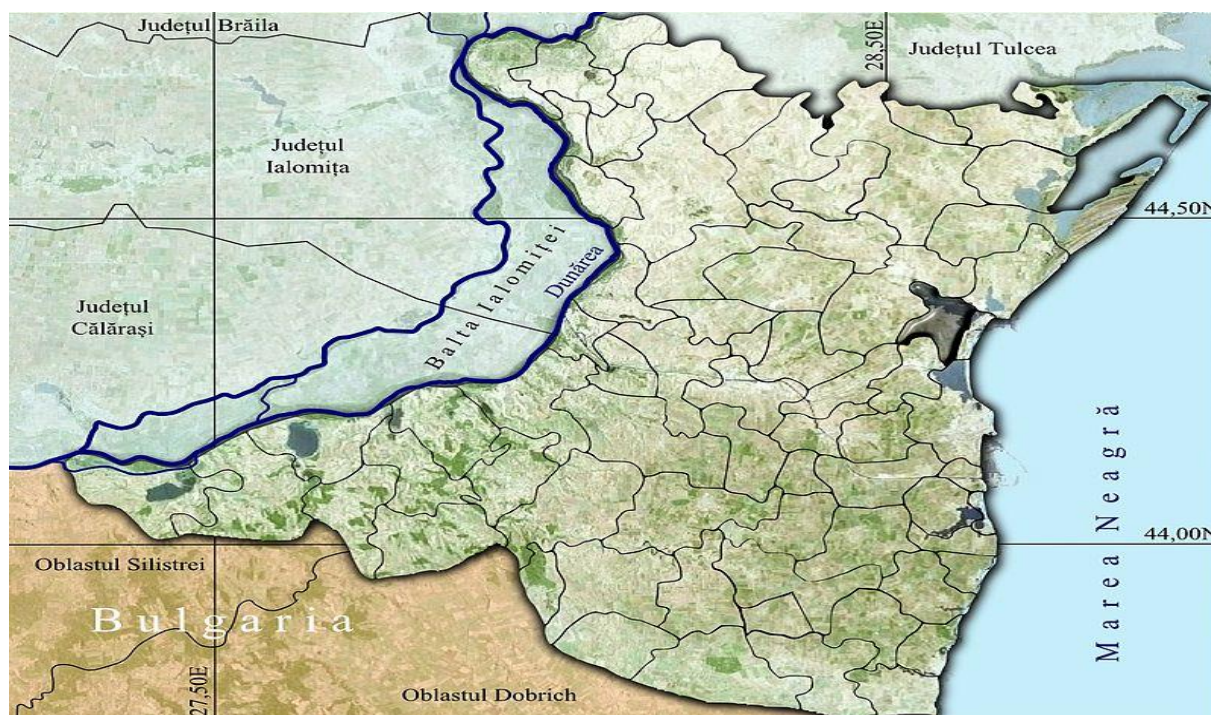 Județul Brăila
28,50E
Județul Tulcea
Județul
Ialomița
44,50N
Balta Ialomiței
Dunărea
Județul
Călărași
Marea Neagră
44,00N
Oblastul Silistrei
Bulgaria
27,50E
Oblastul Dobrich